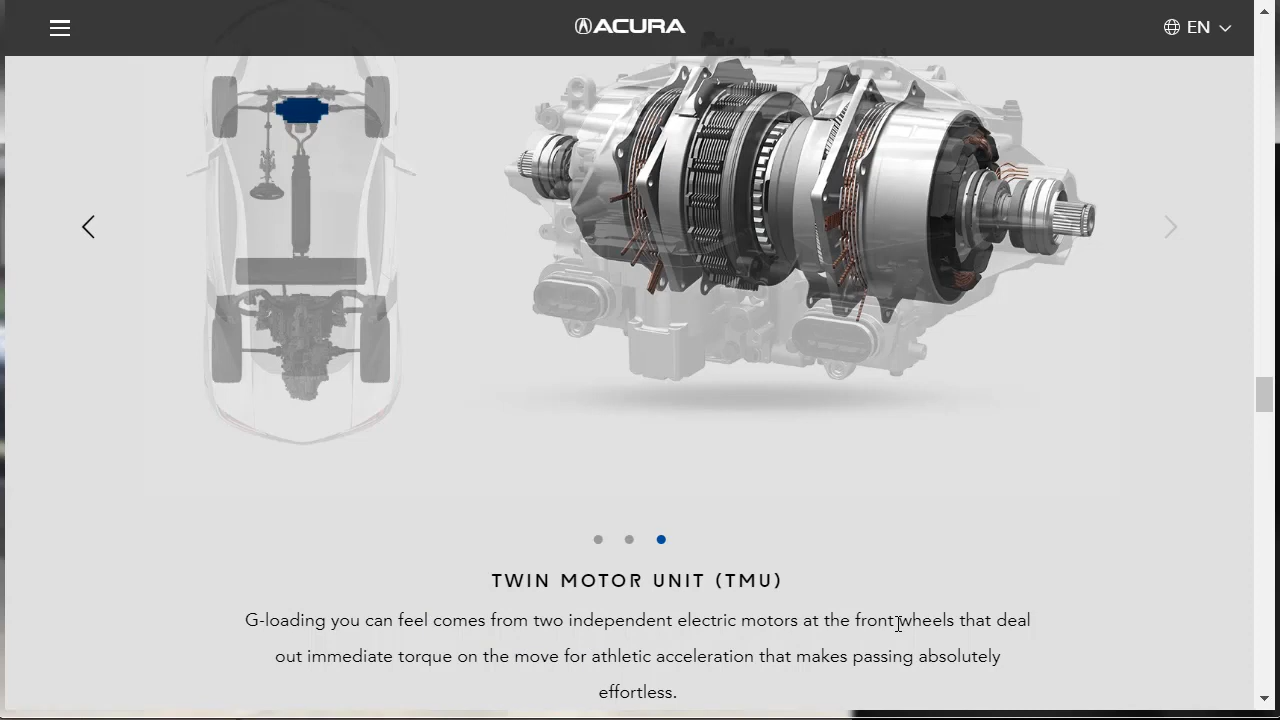 ACURA
EN
TWIN MOTOR UNIT (TMU)
G-loading you can feel comes from two independent electric motors at the front wheels that deal
out immediate torque on the move for athletic acceleration that makes passing absolutely
effortless.